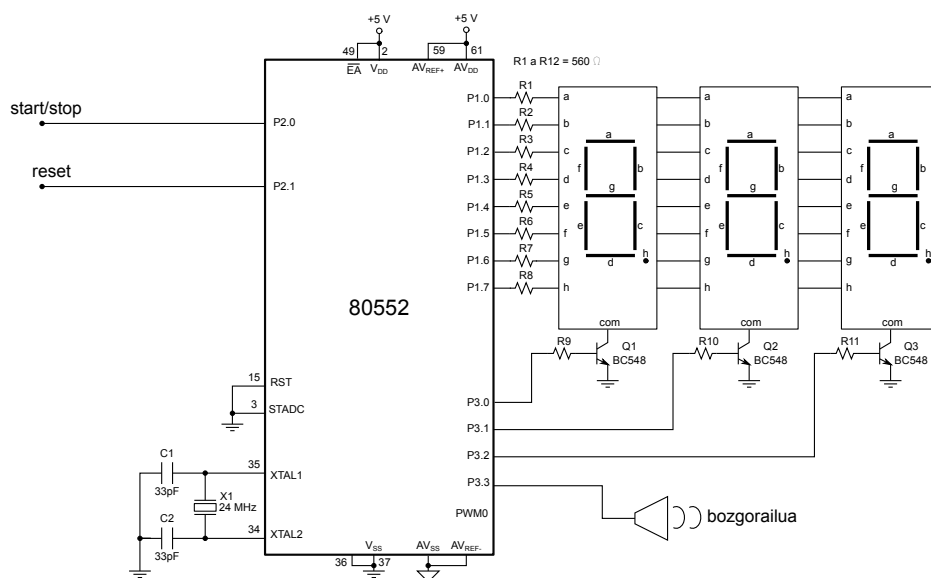 +5 V
+5 V
49
2
59
61
EA
VDD
AVREF+
AVDD
R1 a R12 = 560 Ω
start/stop
P2.0
reset
P2.1
80552
P1.0
P1.1
P1.2
P1.3
P1.4
P1.5
P1.6
P1.7
R1
R2
R3
R4
R5
R6
R7
R8
a
b
c
d
e
f
g
h
a
f
b
g
e
c
d
h
com
a
b
c
d
e
f
g
h
a
f
b
g
e
c
d
h
com
a
b
c
d
e
f
g
h
a
f
b
g
e
c
d
h
com
R9
Q1
BC548
R10
Q2
BC548
R11
Q3
BC548
15
RST
3
STADC
P3.0
P3.1
P3.2
P3.3
PWM0
C1
33pF
35
XTAL1
X1
24 MHz
C2
33pF
34
XTAL2
VSS
36
37
AVSS
AVREF-
bozgorailua